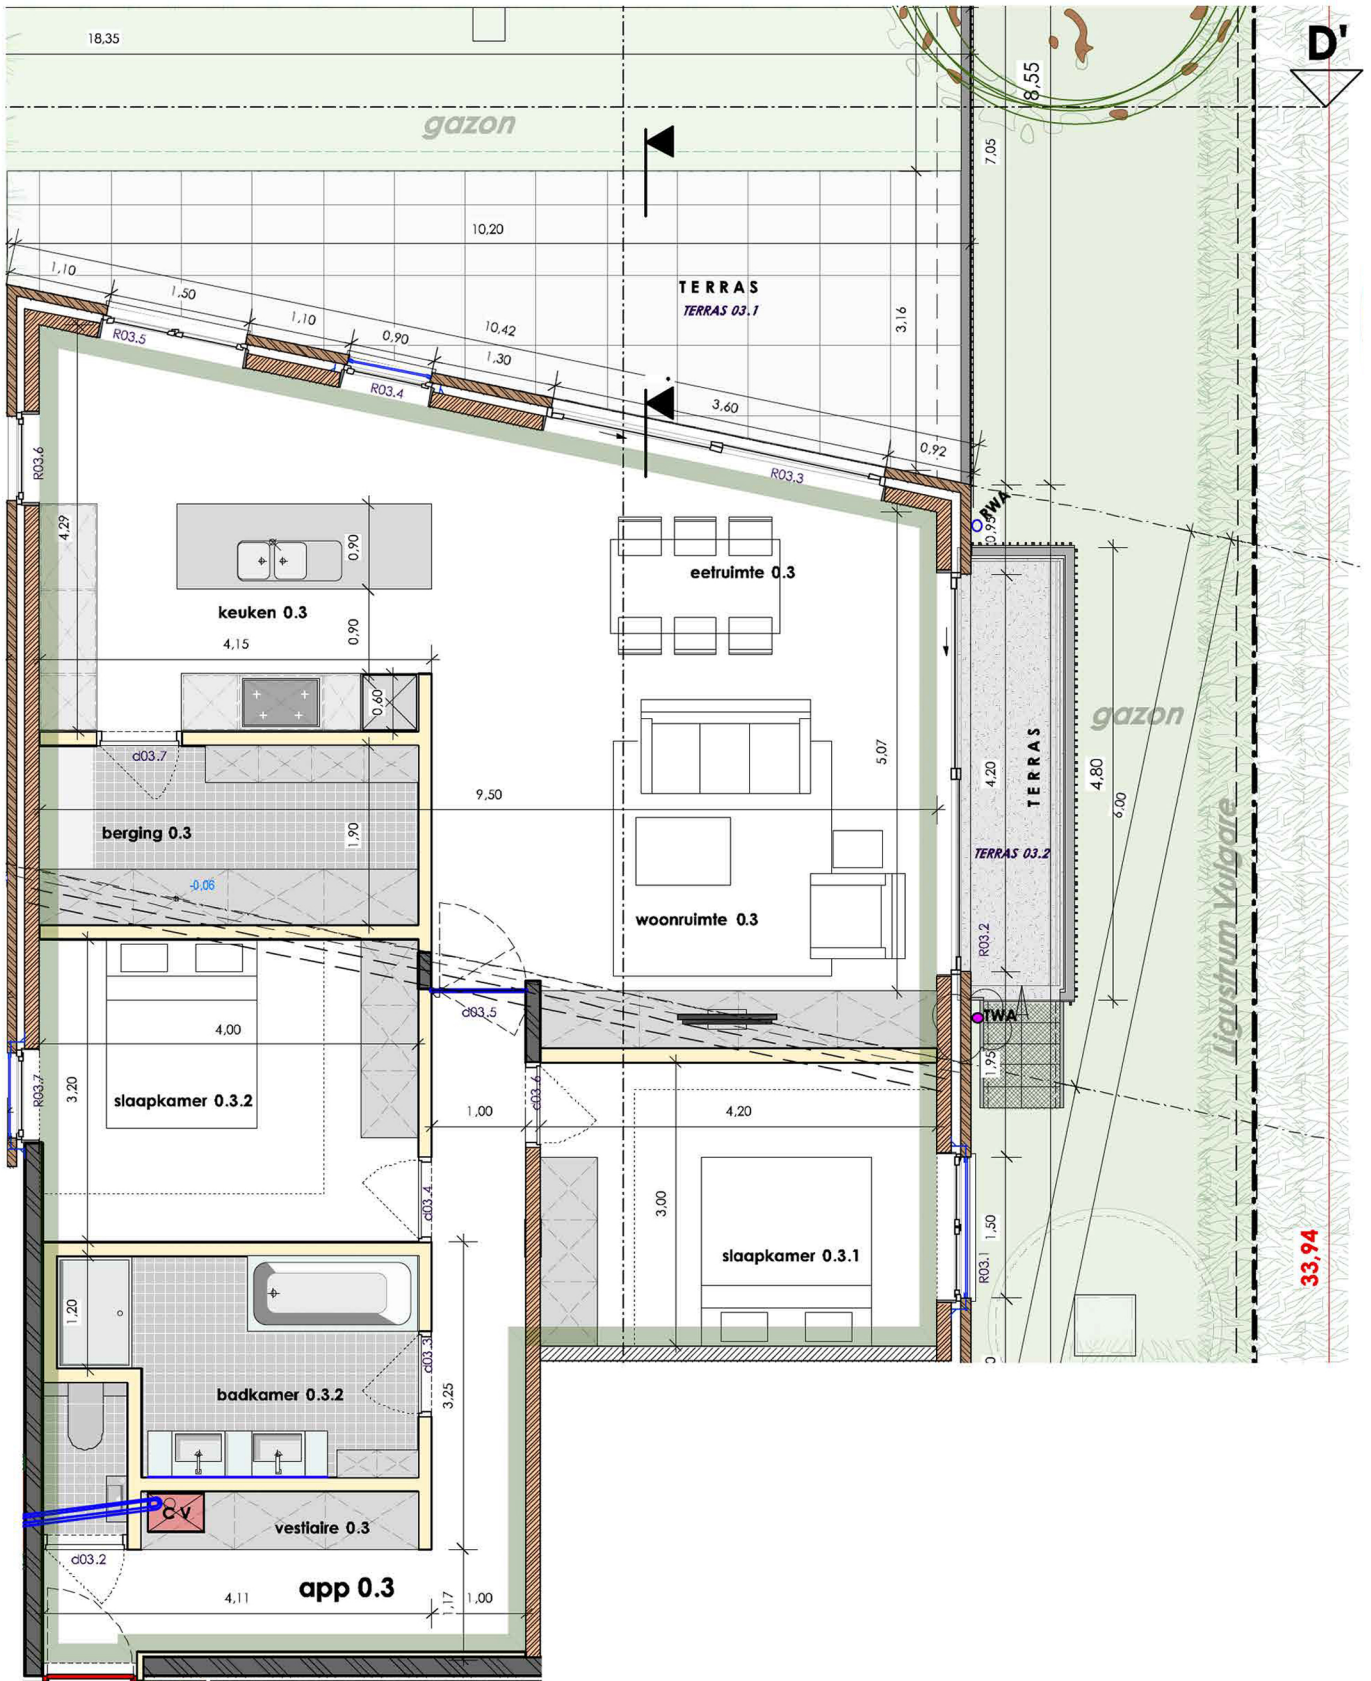 18,35
D'
8,55
gazon
7,05
10,20
1,10
1,50
TERRAS
TERRAS 03.1
1,10
10,42
0,90
3,16
R03.5
1,30
R03.4
3,60
0,92
R03.6
R03.3
RWA
0,95
4,29
0,90
eetruimte 0.3
keuken 0.3
0,90
4,15
0,60
gazon
TERRAS
d03.7
5,07
4,20
4,80
9,50
6,00
berging 0.3
1,90
TERRAS 03.2
Ligustrum Vulgare
-0,06
woonruimte 0.3
R03.2
d03.5
TWA
4,00
1,95
R03.7
3,20
slaapkamer 0.3.2
d03.6
1,00
4,20
d03.4
3,00
1,50
slaapkamer 0.3.1
R03.1
33,94
1,20
d03.3
badkamer 0.3.2
3,25
CV
vestiaire 0.3
d03.2
app 0.3
4,11
1,17
1,00